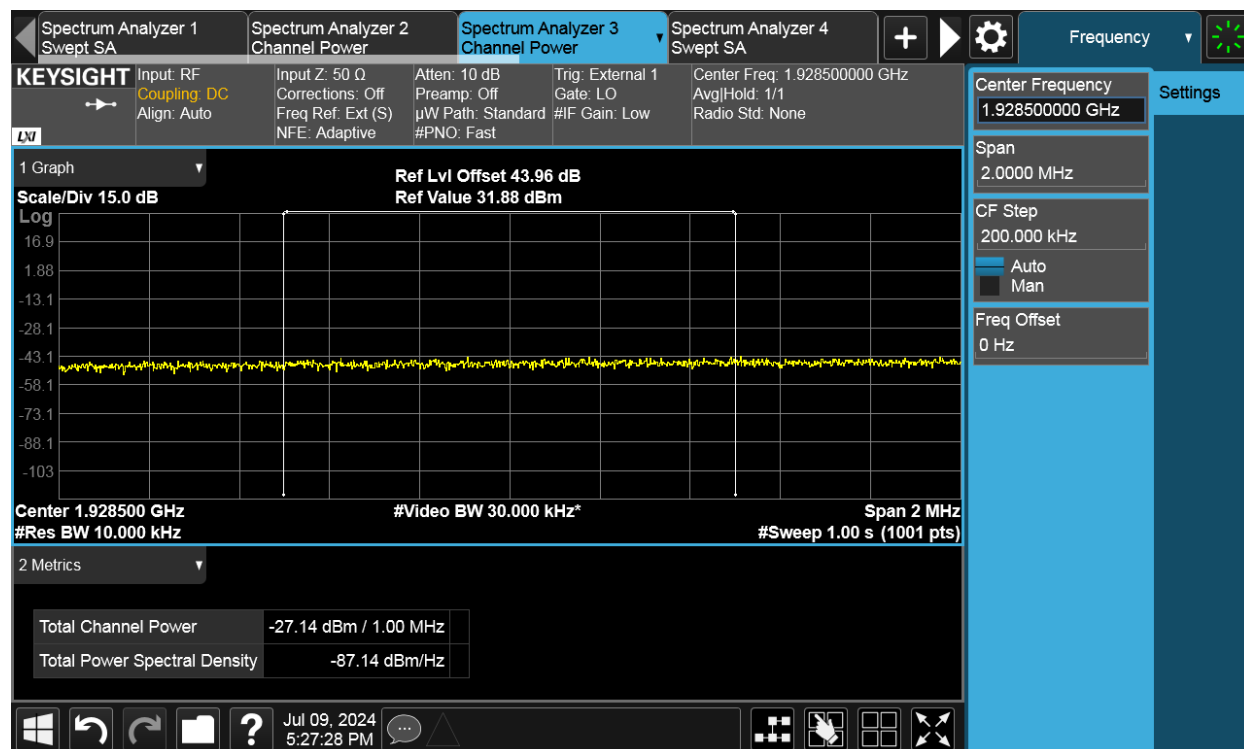 Spectrum Analyzer 1
Swept SA
Spectrum Analyzer 2
Channel Power
Spectrum Analyzer 3
Channel Power
Spectrum Analyzer 4
Swept SA
Frequency
KEYSIGHT
LXI
Input: RF
Coupling: DC
Align: Auto
Input Z: 50 Ω
Corrections: Off
Freq Ref: Ext (S)
NFE: Adaptive
Atten: 10 dB
Preamp: Off
µW Path: Standard
#PNO: Fast
Trig: External 1
Gate: LO
#IF Gain: Low
Center Freq: 1.928500000 GHz
Avg|Hold: 1/1
Radio Std: None
Center Frequency
1.928500000 GHz
Settings
Span
2.0000 MHz
CF Step
200.000 kHz
Auto
Man
Freq Offset
0 Hz
1 Graph
Scale/Div 15.0 dB
Ref Lvl Offset 43.96 dB
Ref Value 31.88 dBm
Log
16.9
1.88
-13.1
-28.1
-43.1
-58.1
-73.1
-88.1
-103
Center 1.928500 GHz
#Video BW 30.000 kHz*
Span 2 MHz
#Res BW 10.000 kHz
#Sweep 1.00 s (1001 pts)
2 Metrics
Total Channel Power -27.14 dBm / 1.00 MHz
Total Power Spectral Density -87.14 dBm/Hz
?
Jul 09, 2024
5:27:28 PM